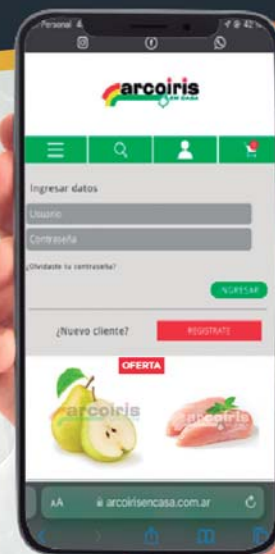 Personal
arcoiris
EN CASA
Ingresar datos
Usuario
Contraseña
¿Olvidaste tu contraseña?
INGRESAR
¿Nuevo cliente?
REGISTRATE
OFERTA
arcoiris
arcoiris
AA
arcoirisencasa.com.ar